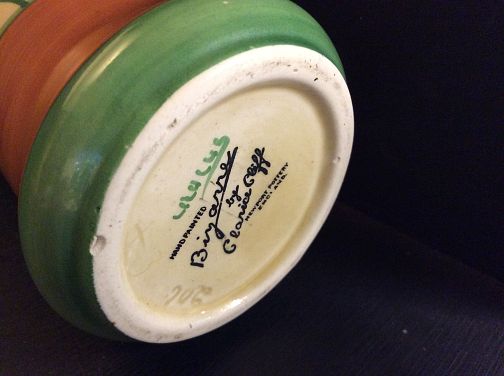 HAND PAINTED
Bizarre
by
Clarice Cliff
NEWPORT POTTERY
ENGLAND.